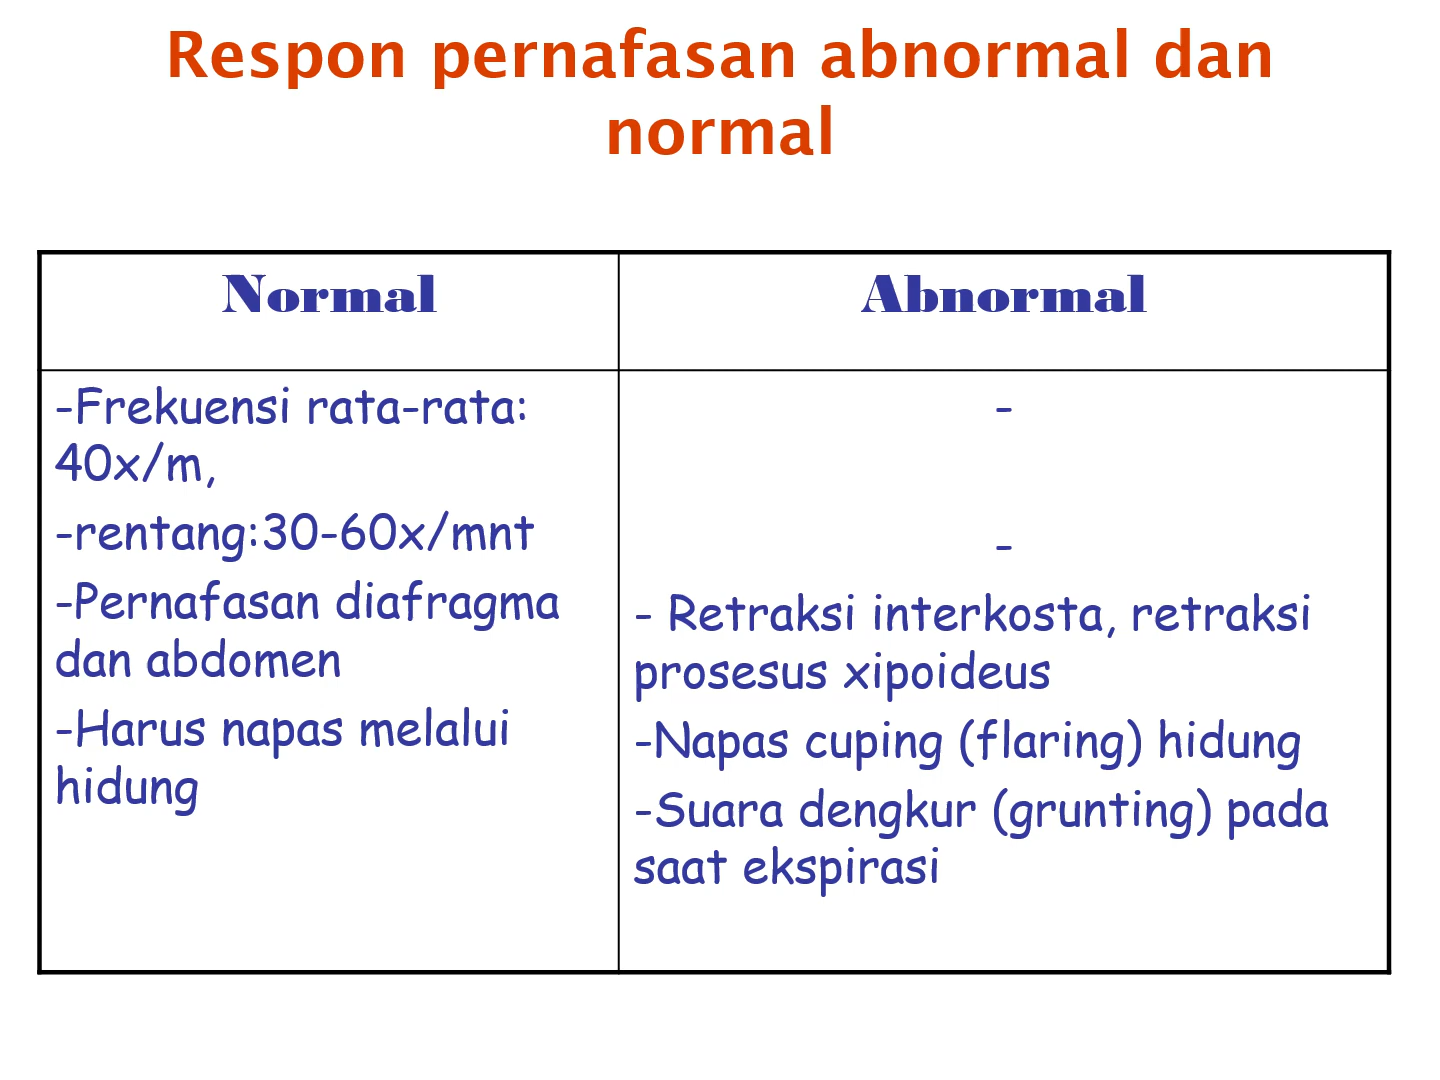 Respon pernafasan abnormal dan
normal
Normal
Abnormal
-Frekuensi rata-rata:
40x/m,
-rentang:30-60x/mnt
-Pernafasan diafragma
dan abdomen
-Harus napas melalui
hidung
-
-
- Retraksi interkosta, retraksi
prosesus xipoideus
-Napas cuping (flaring) hidung
-Suara dengkur (grunting) pada
saat ekspirasi